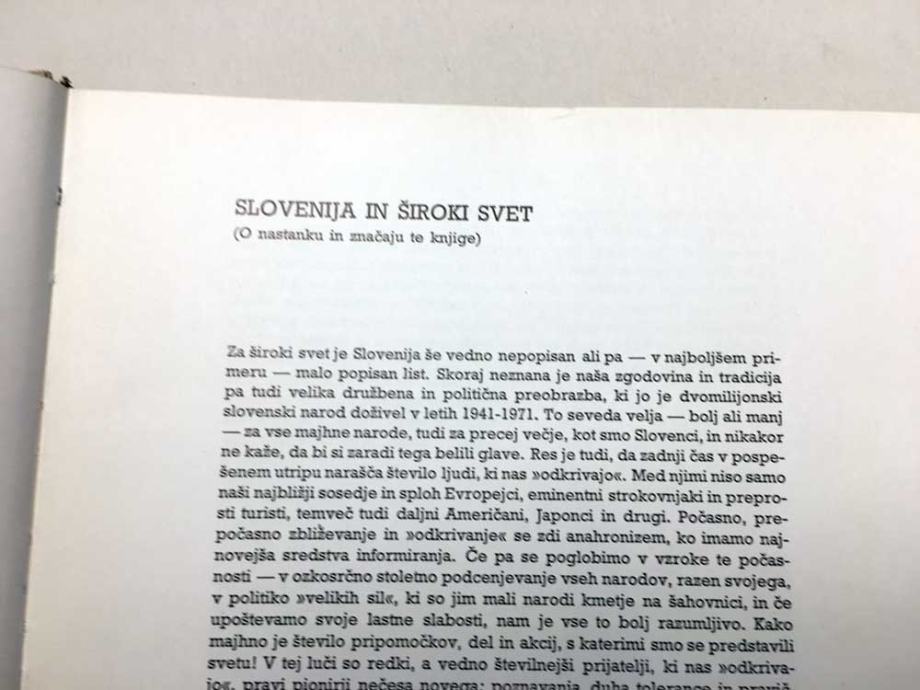 SLOVENIJA IN ŠIROKI SVET
(O nastanku in značaju te knjige)
Za široki svet je Slovenija še vedno nepopisan ali pa — v najboljšem pri-
meru — malo popisan list. Skoraj neznana je naša zgodovina in tradicija
pa tudi velika družbena in politična preobrazba, ki jo je dvomilijonski
slovenski narod doživel v letih 1941-1971. To seveda velja — bolj ali manj
— za vse majhne narode, tudi za precej večje, kot smo Slovenci, in nikakor
ne kaže, da bi si zaradi tega belili glave. Res je tudi, da zadnji čas v pospe-
šenem utripu narašča število ljudi, ki nas »odkrivajo«. Med njimi niso samo
naši najbližji sosedje in sploh Evropejci, eminentni strokovnjaki in prepro-
sti turisti, temveč tudi daljni Američani, Japonci in drugi. Počasno, pre-
počasno zbliževanje in »odkrivanje« se zdi anahronizem, ko imamo naj-
novejša sredstva informiranja. Če pa se poglobimo v vzroke te počas-
nosti — v ozkosrčno stoletno podcenjevanje vseh narodov, razen svojega,
v politiko »velikih sil«, ki so jim mali narodi kmetje na šahovnici, in če
upoštevamo svoje lastne slabosti, nam je vse to bolj razumljivo. Kako
majhno je število pripomočkov, del in akcij, s katerimi smo se predstavili
svetu! V tej luči so redki, a vedno številnejši prijatelji, ki nas »odkriva-
jo«, pravi pionirji nečesa novega: poznavanja, duha tolerance in